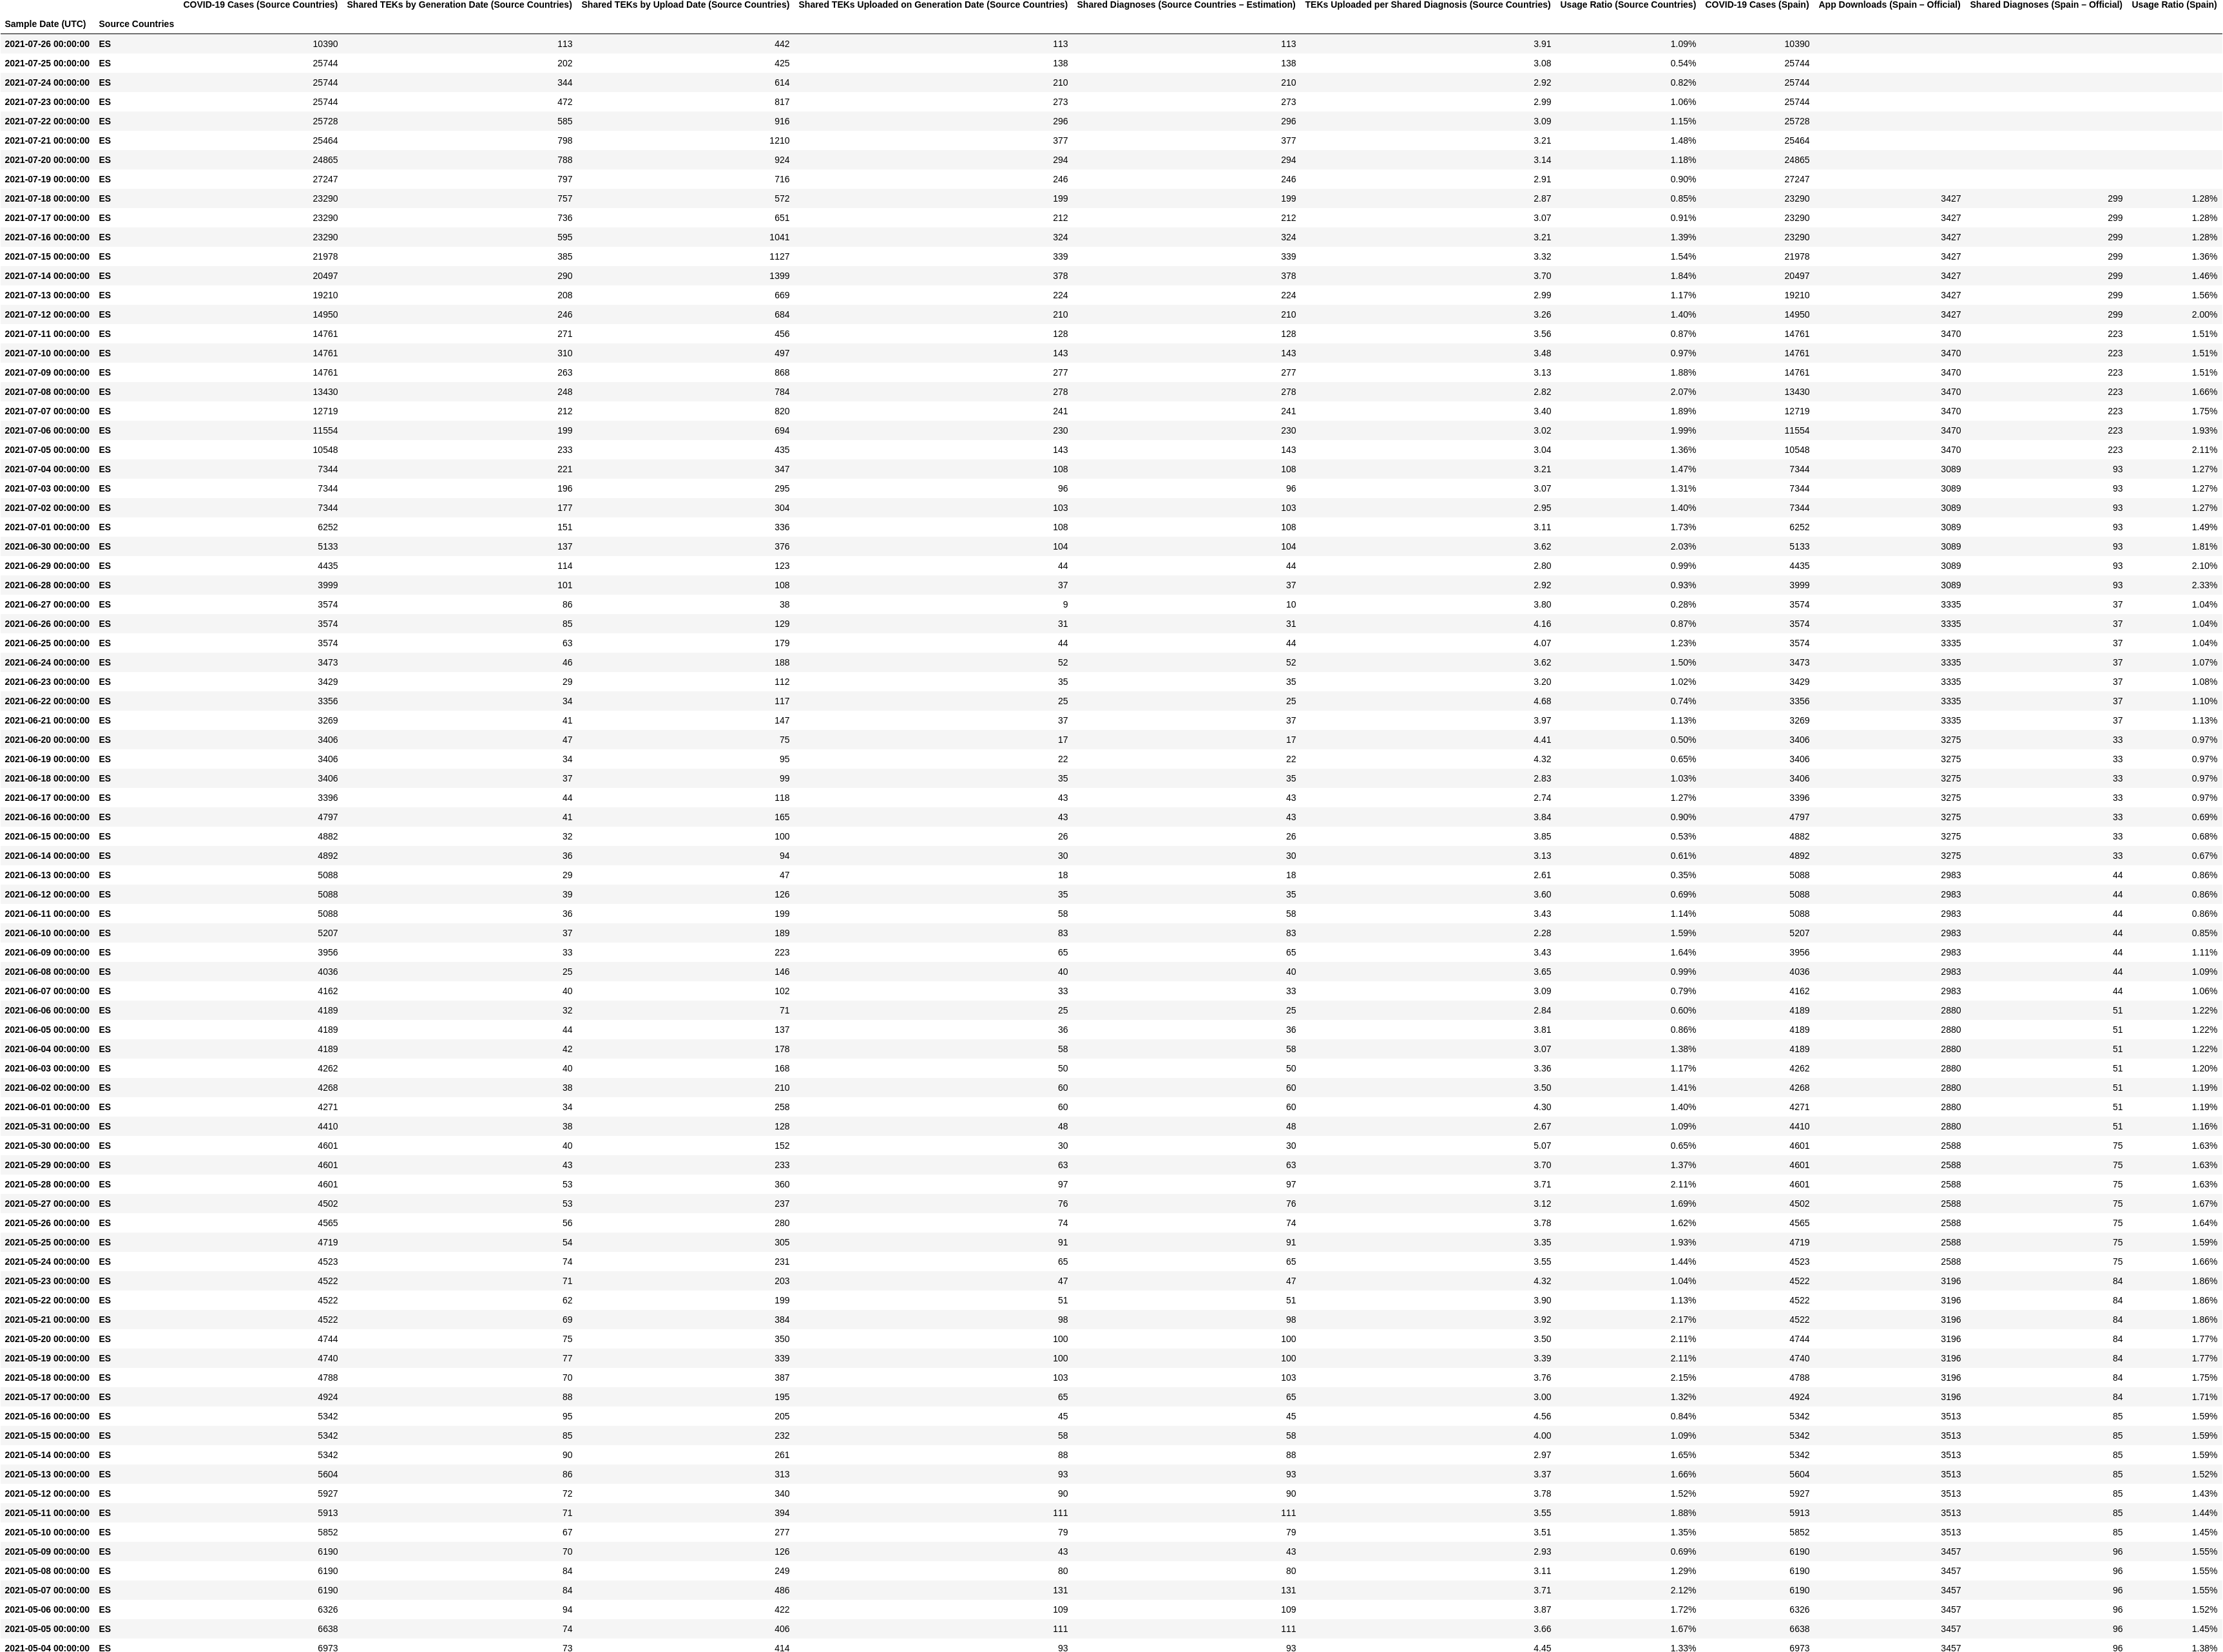 COVID-19 Cases (Source Countries) Shared TEKs by Generation Date (Source Countries) Shared TEKs by Upload Date (Source Countries) Shared TEKs Uploaded on Generation Date (Source Countries) Shared Diagnoses (Source Countries – Estimation) TEKs Uploaded per Shared Diagnosis (Source Countries) Usage Ratio (Source Countries) COVID-19 Cases (Spain) App Downloads (Spain – Official) Shared Diagnoses (Spain – Official) Usage Ratio (Spain)
Sample Date (UTC) Source Countries
2021-07-26 00:00:00 ES 10390 113 442 113 113 3.91 1.09% 10390
2021-07-25 00:00:00 ES 25744 202 425 138 138 3.08 0.54% 25744
2021-07-24 00:00:00 ES 25744 344 614 210 210 2.92 0.82% 25744
2021-07-23 00:00:00 ES 25744 472 817 273 273 2.99 1.06% 25744
2021-07-22 00:00:00 ES 25728 585 916 296 296 3.09 1.15% 25728
2021-07-21 00:00:00 ES 25464 798 1210 377 377 3.21 1.48% 25464
2021-07-20 00:00:00 ES 24865 788 924 294 294 3.14 1.18% 24865
2021-07-19 00:00:00 ES 27247 797 716 246 246 2.91 0.90% 27247
2021-07-18 00:00:00 ES 23290 757 572 199 199 2.87 0.85% 23290 3427 299 1.28%
2021-07-17 00:00:00 ES 23290 736 651 212 212 3.07 0.91% 23290 3427 299 1.28%
2021-07-16 00:00:00 ES 23290 595 1041 324 324 3.21 1.39% 23290 3427 299 1.28%
2021-07-15 00:00:00 ES 21978 385 1127 339 339 3.32 1.54% 21978 3427 299 1.36%
2021-07-14 00:00:00 ES 20497 290 1399 378 378 3.70 1.84% 20497 3427 299 1.46%
2021-07-13 00:00:00 ES 19210 208 669 224 224 2.99 1.17% 19210 3427 299 1.56%
2021-07-12 00:00:00 ES 14950 246 684 210 210 3.26 1.40% 14950 3427 299 2.00%
2021-07-11 00:00:00 ES 14761 271 456 128 128 3.56 0.87% 14761 3470 223 1.51%
2021-07-10 00:00:00 ES 14761 310 497 143 143 3.48 0.97% 14761 3470 223 1.51%
2021-07-09 00:00:00 ES 14761 263 868 277 277 3.13 1.88% 14761 3470 223 1.51%
2021-07-08 00:00:00 ES 13430 248 784 278 278 2.82 2.07% 13430 3470 223 1.66%
2021-07-07 00:00:00 ES 12719 212 820 241 241 3.40 1.89% 12719 3470 223 1.75%
2021-07-06 00:00:00 ES 11554 199 694 230 230 3.02 1.99% 11554 3470 223 1.93%
2021-07-05 00:00:00 ES 10548 233 435 143 143 3.04 1.36% 10548 3470 223 2.11%
2021-07-04 00:00:00 ES 7344 221 347 108 108 3.21 1.47% 7344 3089 93 1.27%
2021-07-03 00:00:00 ES 7344 196 295 96 96 3.07 1.31% 7344 3089 93 1.27%
2021-07-02 00:00:00 ES 7344 177 304 103 103 2.95 1.40% 7344 3089 93 1.27%
2021-07-01 00:00:00 ES 6252 151 336 108 108 3.11 1.73% 6252 3089 93 1.49%
2021-06-30 00:00:00 ES 5133 137 376 104 104 3.62 2.03% 5133 3089 93 1.81%
2021-06-29 00:00:00 ES 4435 114 123 44 44 2.80 0.99% 4435 3089 93 2.10%
2021-06-28 00:00:00 ES 3999 101 108 37 37 2.92 0.93% 3999 3089 93 2.33%
2021-06-27 00:00:00 ES 3574 86 38 9 10 3.80 0.28% 3574 3335 37 1.04%
2021-06-26 00:00:00 ES 3574 85 129 31 31 4.16 0.87% 3574 3335 37 1.04%
2021-06-25 00:00:00 ES 3574 63 179 44 44 4.07 1.23% 3574 3335 37 1.04%
2021-06-24 00:00:00 ES 3473 46 188 52 52 3.62 1.50% 3473 3335 37 1.07%
2021-06-23 00:00:00 ES 3429 29 112 35 35 3.20 1.02% 3429 3335 37 1.08%
2021-06-22 00:00:00 ES 3356 34 117 25 25 4.68 0.74% 3356 3335 37 1.10%
2021-06-21 00:00:00 ES 3269 41 147 37 37 3.97 1.13% 3269 3335 37 1.13%
2021-06-20 00:00:00 ES 3406 47 75 17 17 4.41 0.50% 3406 3275 33 0.97%
2021-06-19 00:00:00 ES 3406 34 95 22 22 4.32 0.65% 3406 3275 33 0.97%
2021-06-18 00:00:00 ES 3406 37 99 35 35 2.83 1.03% 3406 3275 33 0.97%
2021-06-17 00:00:00 ES 3396 44 118 43 43 2.74 1.27% 3396 3275 33 0.97%
2021-06-16 00:00:00 ES 4797 41 165 43 43 3.84 0.90% 4797 3275 33 0.69%
2021-06-15 00:00:00 ES 4882 32 100 26 26 3.85 0.53% 4882 3275 33 0.68%
2021-06-14 00:00:00 ES 4892 36 94 30 30 3.13 0.61% 4892 3275 33 0.67%
2021-06-13 00:00:00 ES 5088 29 47 18 18 2.61 0.35% 5088 2983 44 0.86%
2021-06-12 00:00:00 ES 5088 39 126 35 35 3.60 0.69% 5088 2983 44 0.86%
2021-06-11 00:00:00 ES 5088 36 199 58 58 3.43 1.14% 5088 2983 44 0.86%
2021-06-10 00:00:00 ES 5207 37 189 83 83 2.28 1.59% 5207 2983 44 0.85%
2021-06-09 00:00:00 ES 3956 33 223 65 65 3.43 1.64% 3956 2983 44 1.11%
2021-06-08 00:00:00 ES 4036 25 146 40 40 3.65 0.99% 4036 2983 44 1.09%
2021-06-07 00:00:00 ES 4162 40 102 33 33 3.09 0.79% 4162 2983 44 1.06%
2021-06-06 00:00:00 ES 4189 32 71 25 25 2.84 0.60% 4189 2880 51 1.22%
2021-06-05 00:00:00 ES 4189 44 137 36 36 3.81 0.86% 4189 2880 51 1.22%
2021-06-04 00:00:00 ES 4189 42 178 58 58 3.07 1.38% 4189 2880 51 1.22%
2021-06-03 00:00:00 ES 4262 40 168 50 50 3.36 1.17% 4262 2880 51 1.20%
2021-06-02 00:00:00 ES 4268 38 210 60 60 3.50 1.41% 4268 2880 51 1.19%
2021-06-01 00:00:00 ES 4271 34 258 60 60 4.30 1.40% 4271 2880 51 1.19%
2021-05-31 00:00:00 ES 4410 38 128 48 48 2.67 1.09% 4410 2880 51 1.16%
2021-05-30 00:00:00 ES 4601 40 152 30 30 5.07 0.65% 4601 2588 75 1.63%
2021-05-29 00:00:00 ES 4601 43 233 63 63 3.70 1.37% 4601 2588 75 1.63%
2021-05-28 00:00:00 ES 4601 53 360 97 97 3.71 2.11% 4601 2588 75 1.63%
2021-05-27 00:00:00 ES 4502 53 237 76 76 3.12 1.69% 4502 2588 75 1.67%
2021-05-26 00:00:00 ES 4565 56 280 74 74 3.78 1.62% 4565 2588 75 1.64%
2021-05-25 00:00:00 ES 4719 54 305 91 91 3.35 1.93% 4719 2588 75 1.59%
2021-05-24 00:00:00 ES 4523 74 231 65 65 3.55 1.44% 4523 2588 75 1.66%
2021-05-23 00:00:00 ES 4522 71 203 47 47 4.32 1.04% 4522 3196 84 1.86%
2021-05-22 00:00:00 ES 4522 62 199 51 51 3.90 1.13% 4522 3196 84 1.86%
2021-05-21 00:00:00 ES 4522 69 384 98 98 3.92 2.17% 4522 3196 84 1.86%
2021-05-20 00:00:00 ES 4744 75 350 100 100 3.50 2.11% 4744 3196 84 1.77%
2021-05-19 00:00:00 ES 4740 77 339 100 100 3.39 2.11% 4740 3196 84 1.77%
2021-05-18 00:00:00 ES 4788 70 387 103 103 3.76 2.15% 4788 3196 84 1.75%
2021-05-17 00:00:00 ES 4924 88 195 65 65 3.00 1.32% 4924 3196 84 1.71%
2021-05-16 00:00:00 ES 5342 95 205 45 45 4.56 0.84% 5342 3513 85 1.59%
2021-05-15 00:00:00 ES 5342 85 232 58 58 4.00 1.09% 5342 3513 85 1.59%
2021-05-14 00:00:00 ES 5342 90 261 88 88 2.97 1.65% 5342 3513 85 1.59%
2021-05-13 00:00:00 ES 5604 86 313 93 93 3.37 1.66% 5604 3513 85 1.52%
2021-05-12 00:00:00 ES 5927 72 340 90 90 3.78 1.52% 5927 3513 85 1.43%
2021-05-11 00:00:00 ES 5913 71 394 111 111 3.55 1.88% 5913 3513 85 1.44%
2021-05-10 00:00:00 ES 5852 67 277 79 79 3.51 1.35% 5852 3513 85 1.45%
2021-05-09 00:00:00 ES 6190 70 126 43 43 2.93 0.69% 6190 3457 96 1.55%
2021-05-08 00:00:00 ES 6190 84 249 80 80 3.11 1.29% 6190 3457 96 1.55%
2021-05-07 00:00:00 ES 6190 84 486 131 131 3.71 2.12% 6190 3457 96 1.55%
2021-05-06 00:00:00 ES 6326 94 422 109 109 3.87 1.72% 6326 3457 96 1.52%
2021-05-05 00:00:00 ES 6638 74 406 111 111 3.66 1.67% 6638 3457 96 1.45%
2021-05-04 00:00:00 ES 6973 73 414 93 93 4.45 1.33% 6973 3457 96 1.38%